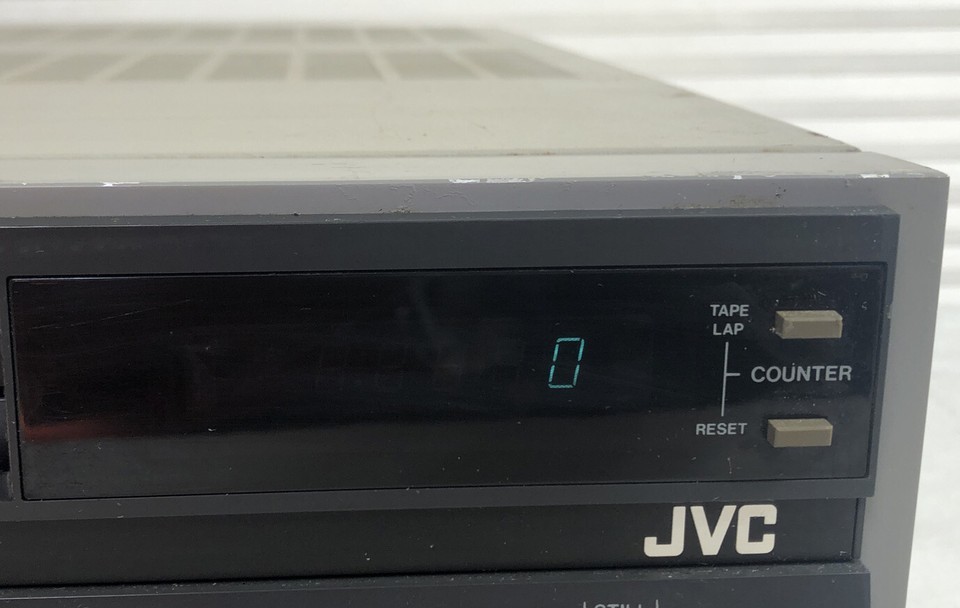 TAPE
LAP
0
COUNTER
RESET
JVC
STILL